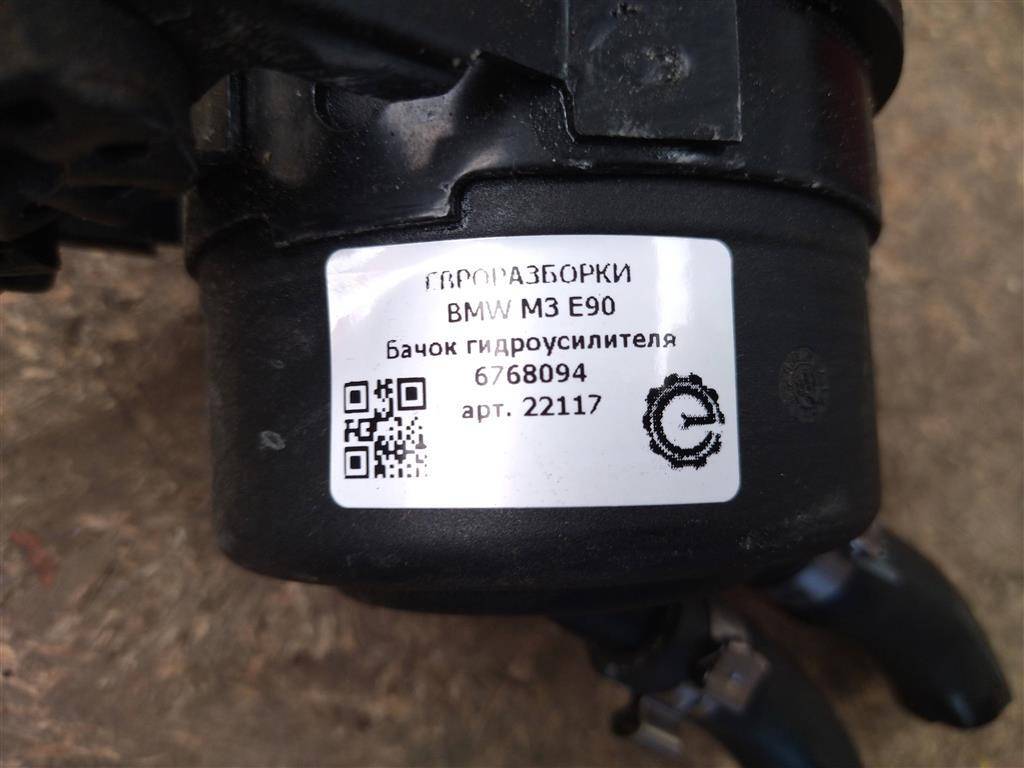 ЕВРОРАЗБОРКИ
BMW M3 E90
Бачок гидроусилителя
6768094
арт. 22117